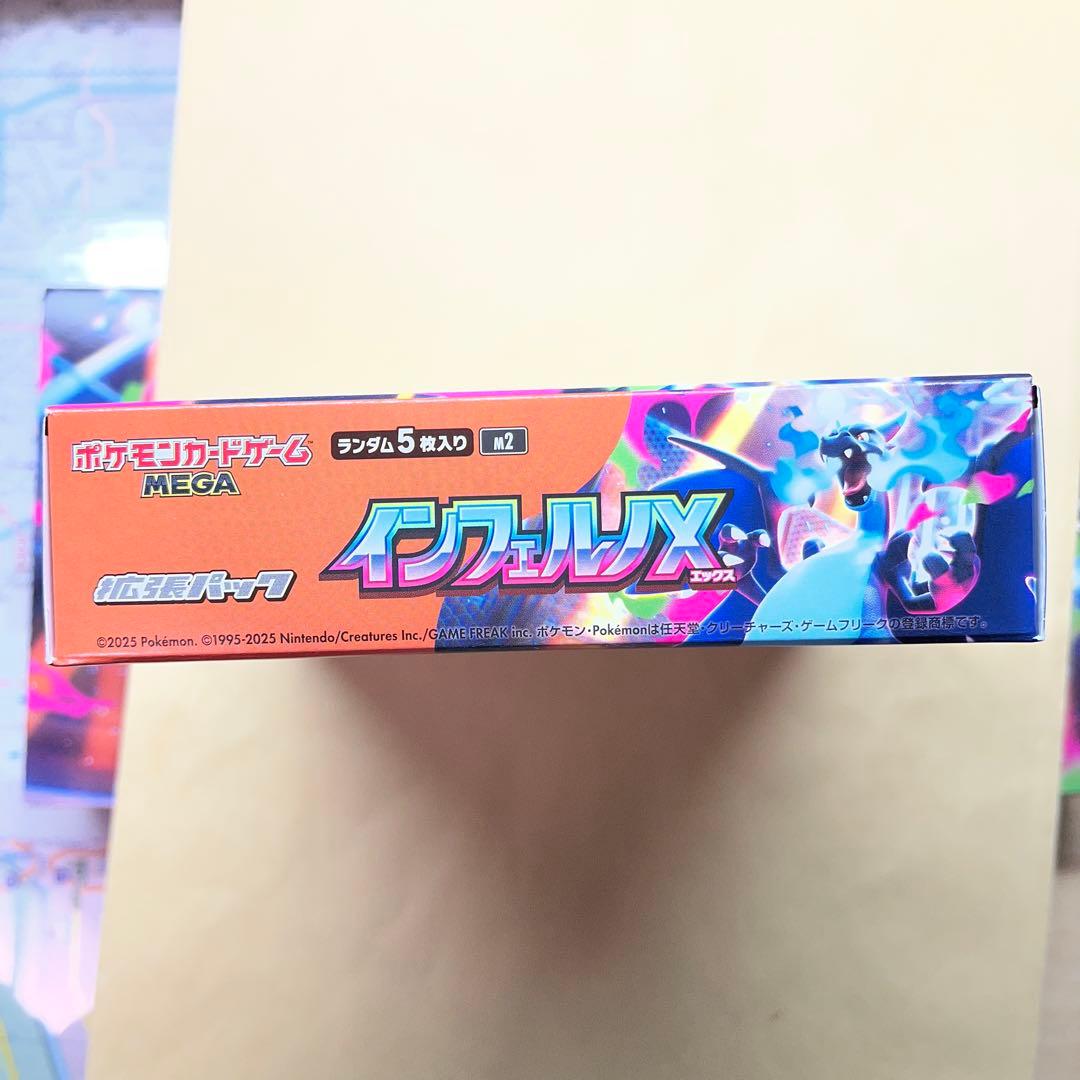 ポケモンカードゲーム™
MEGA
ランダム5枚入り M2
インフェルノX
エックス
拡張パック
©2025 Pokémon. ©1995-2025 Nintendo/Creatures Inc./GAME FREAK inc. ポケモン・Pokémonは任天堂・クリーチャーズ・ゲームフリークの登録商標です。